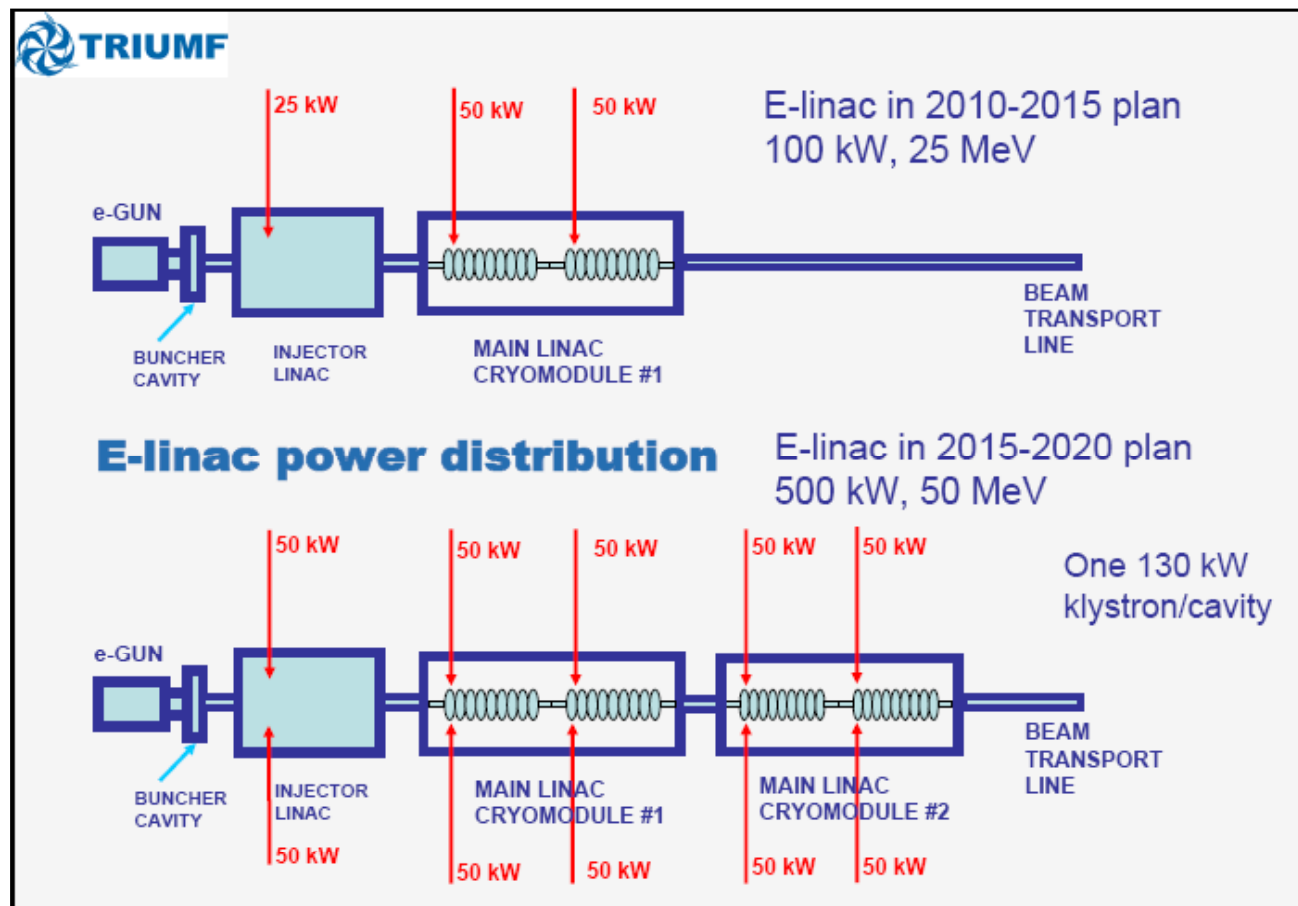 TRIUMF
25 kW
50 kW
50 kW
E-linac in 2010-2015 plan
100 kW, 25 MeV
e-GUN
BUNCHER
CAVITY
INJECTOR
LINAC
MAIN LINAC
CRYOMODULE #1
BEAM
TRANSPORT
LINE
E-linac power distribution
E-linac in 2015-2020 plan
500 kW, 50 MeV
50 kW
50 kW
50 kW
50 kW
50 kW
One 130 kW
klystron/cavity
e-GUN
BUNCHER
CAVITY
INJECTOR
LINAC
MAIN LINAC
CRYOMODULE #1
MAIN LINAC
CRYOMODULE #2
BEAM
TRANSPORT
LINE
50 kW
50 kW
50 kW
50 kW
50 kW